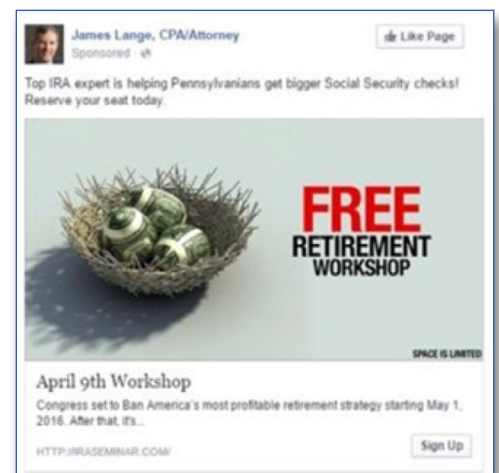 James Lange, CPA/Attorney
Like Page
Sponsored ·
Top IRA expert is helping Pennsylvanians get bigger Social Security checks!
Reserve your seat today.
FREE
RETIREMENT
WORKSHOP
SPACE IS LIMITED
April 9th Workshop
Congress set to Ban America's most profitable retirement strategy starting May 1,
2016. After that, it's...
HTTP://IRASEMINAR.COM/
Sign Up